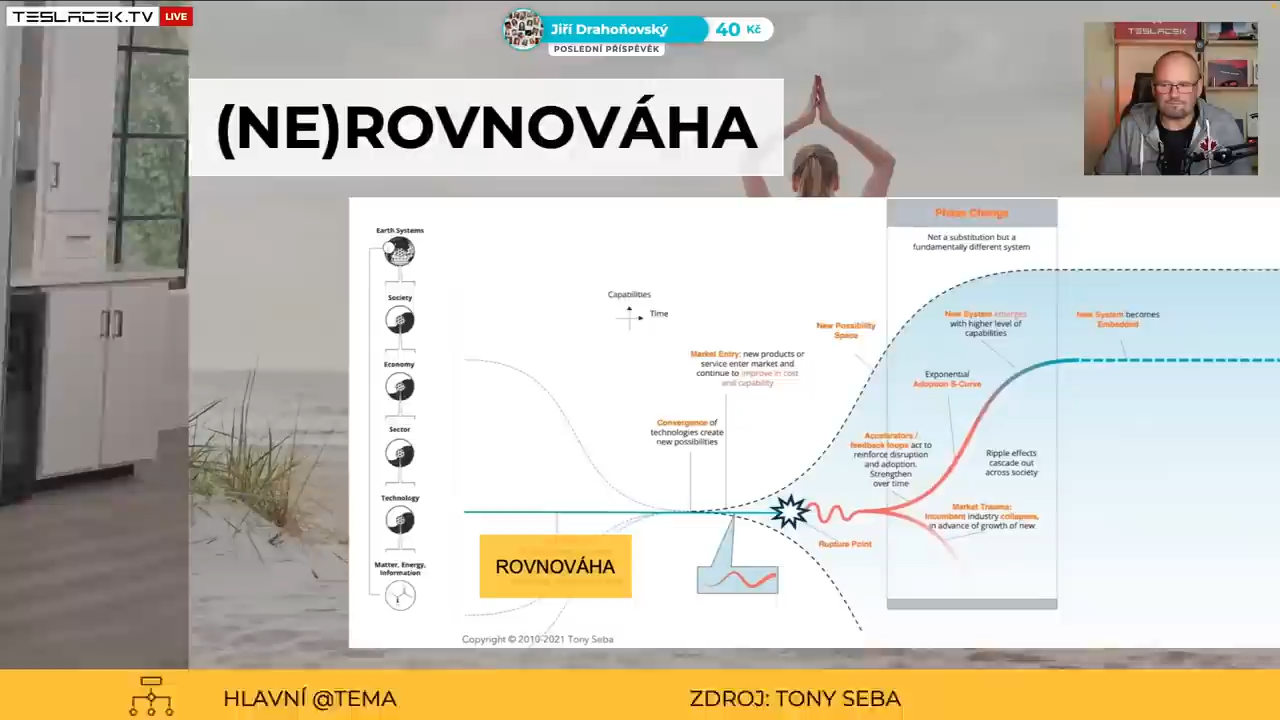 TESLACEK.TV LIVE
Jiří Drahoňovský 40 Kč
POSLEDNÍ PŘÍSPĚVEK
TESLACEK
(NE)ROVNOVÁHA
Phase Change
Not a substitution but a
fundamentally different system
Earth Systems
Society
Economy
Sector
Technology
Matter, Energy,
Information
Capabilities
Time
New Possibility
Space
Market Entry: new products or
service enter market and
continue to improve in cost
and capability
Convergence of
technologies create
new possibilities
New System emerges
with higher level of
capabilities
New System becomes
Embedded
Exponential
Adoption S-Curve
Accelerators /
feedback loops act to
reinforce disruption
and adoption.
Strengthen
over time
Ripple effects
cascade out
across society
Market Trauma:
Incumbent industry collapses,
in advance of growth of new
Rupture Point
ROVNOVÁHA
Copyright © 2010-2021 Tony Seba
HLAVNÍ @TEMA
ZDROJ: TONY SEBA